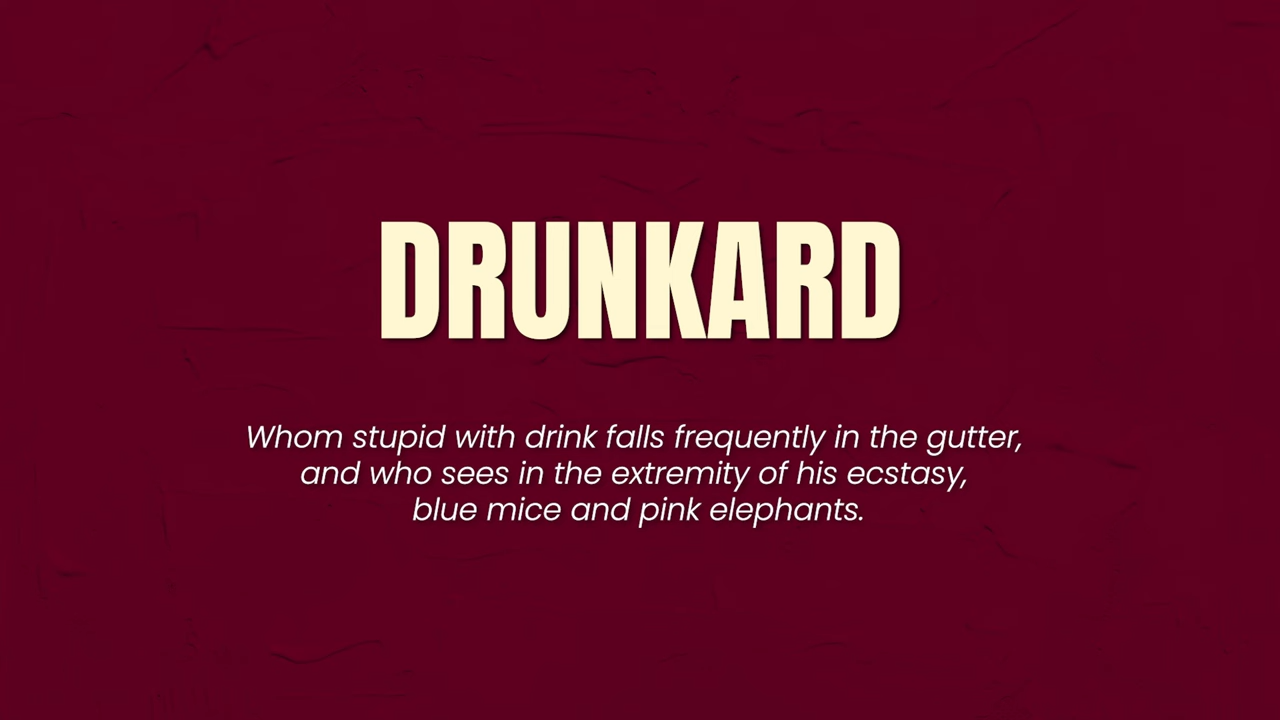 DRUNKARD
Whom stupid with drink falls frequently in the gutter,
and who sees in the extremity of his ecstasy,
blue mice and pink elephants.